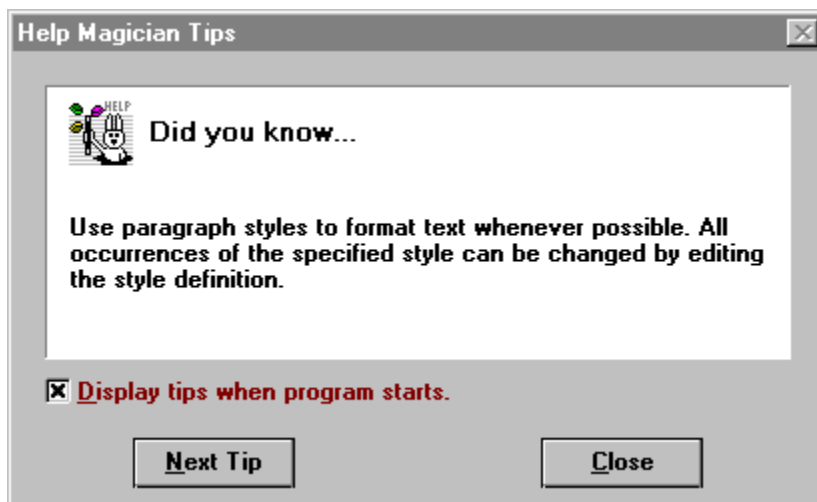 Help Magician Tips
HELP
Did you know...
Use paragraph styles to format text whenever possible. All
occurrences of the specified style can be changed by editing
the style definition.
Display tips when program starts.
Next Tip
Close